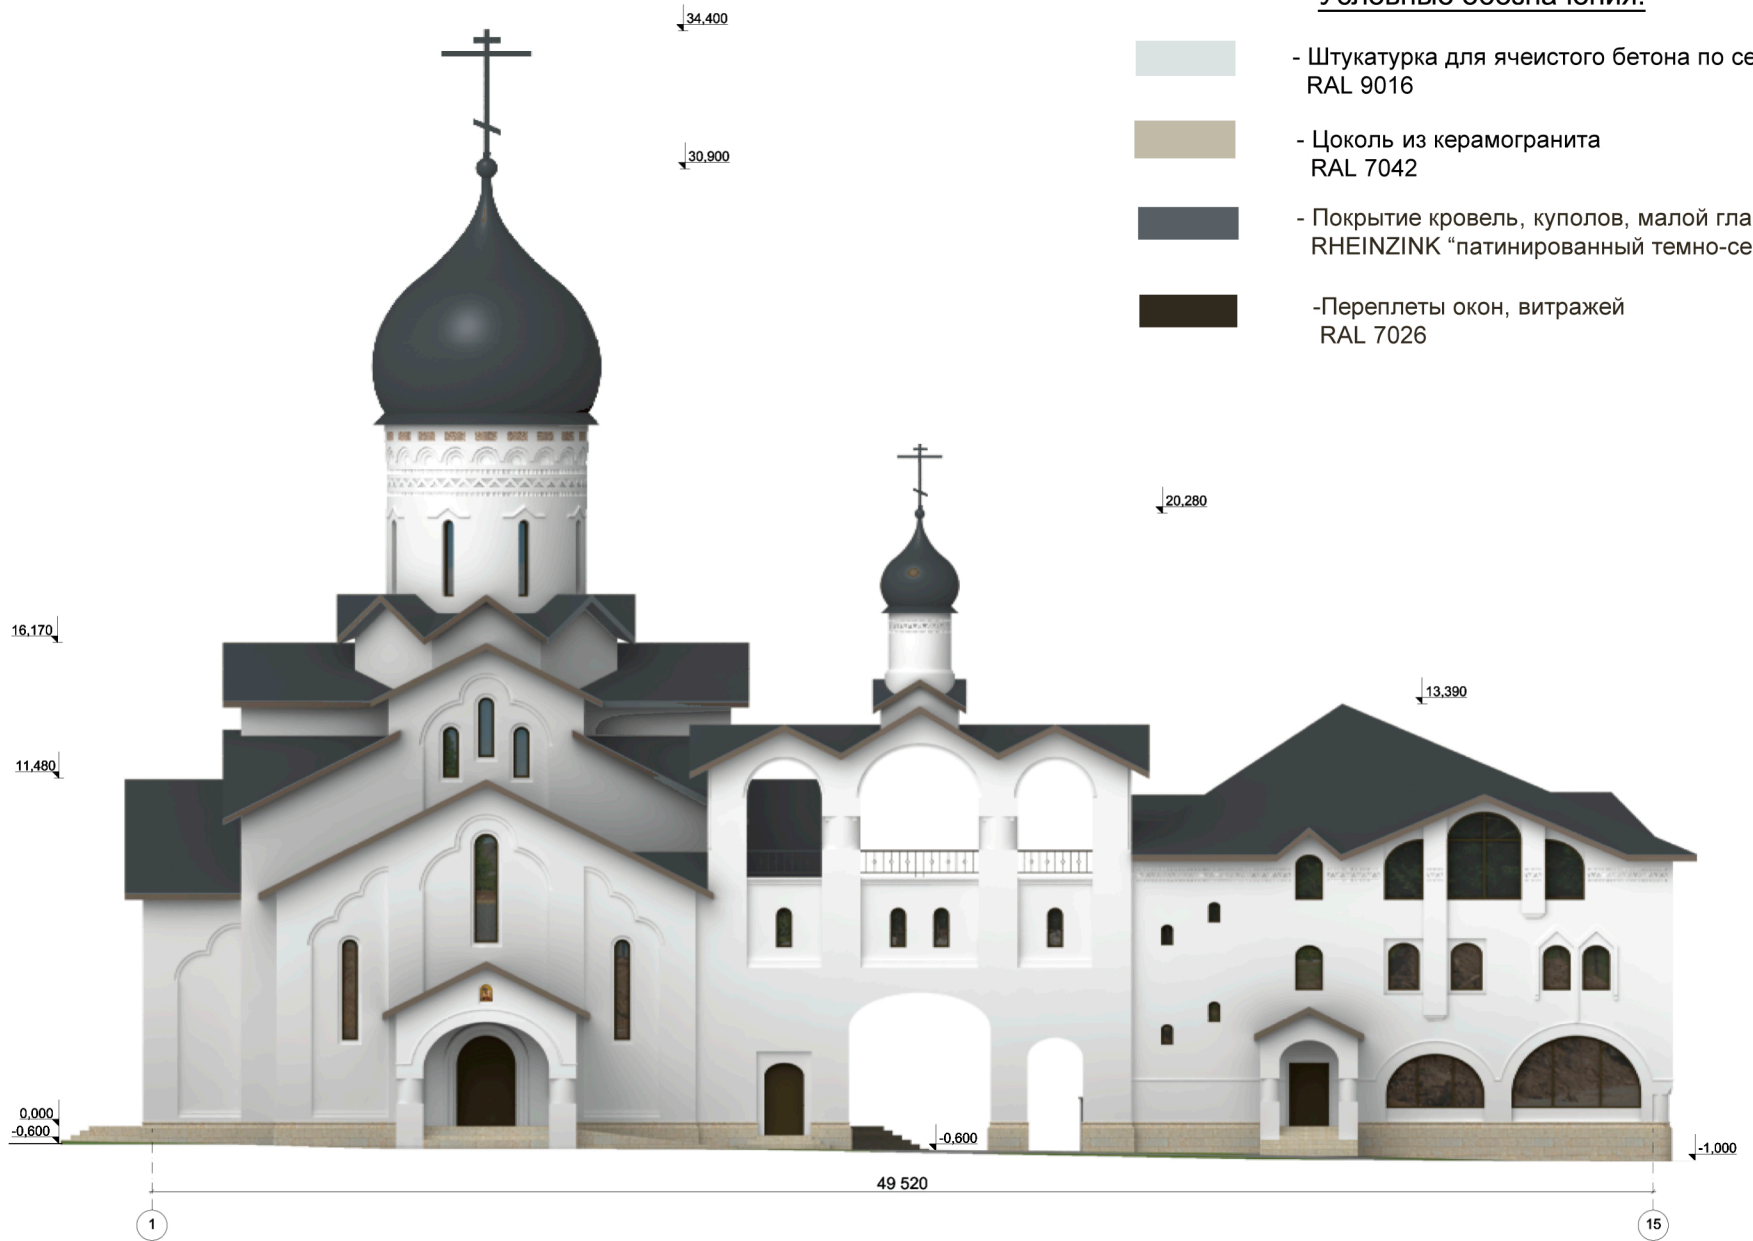 Условные обозначения:
- Штукатурка для ячеистого бетона по се
RAL 9016
- Цоколь из керамогранита
RAL 7042
- Покрытие кровель, куполов, малой гла
RHEINZINK “патинированный темно-се
-Переплеты окон, витражей
RAL 7026
34,400
30,900
20,280
16,170
13,390
11,480
0,000
-0,600
-0,600
-1,000
49 520
1
15